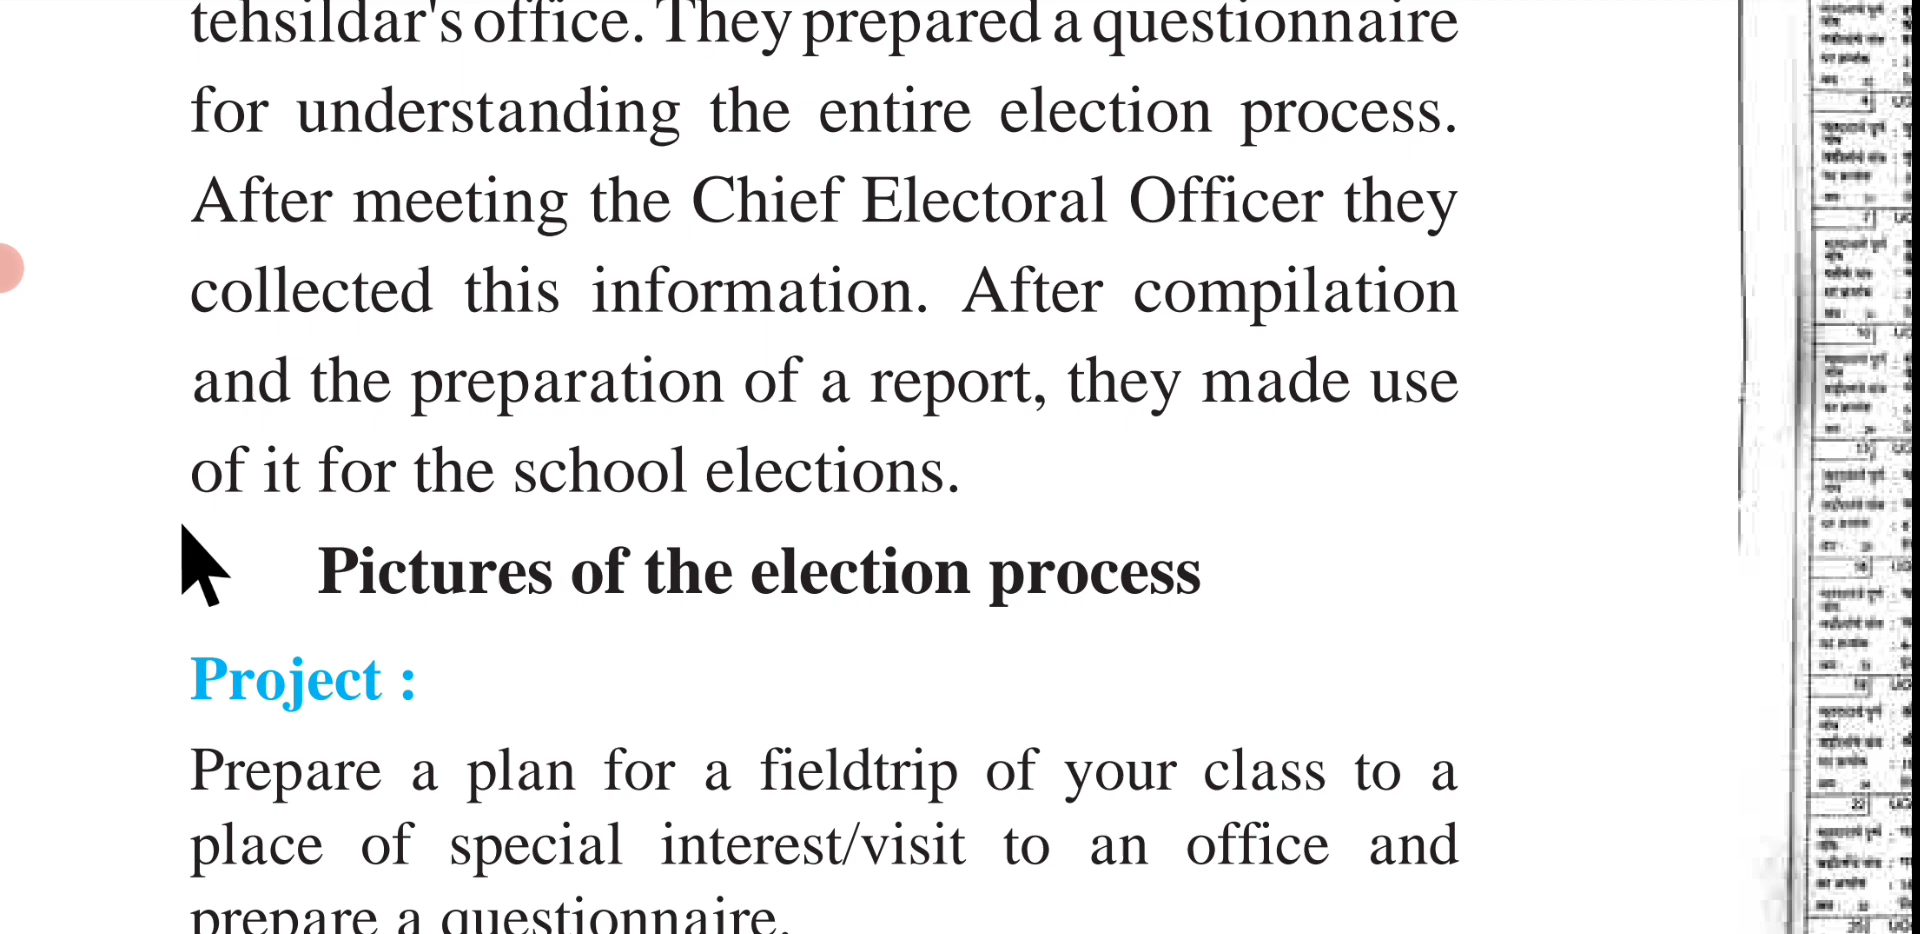 tehsildar's office. They prepared a questionnaire
for understanding the entire election process.
After meeting the Chief Electoral Officer they
collected this information. After compilation
and the preparation of a report, they made use
of it for the school elections.
Pictures of the election process
Project :
Prepare a plan for a fieldtrip of your class to a
place of special interest/visit to an office and
prepare a questionnaire.